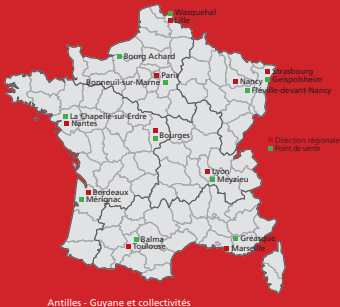 Wasquehal
Lille
Bourg Achard
Paris
Bonneuil-sur-Marne
Strasbourg
Geispolsheim
Nancy
Fleuille-devant-Nancy
La Chapelle-sur-Erdre
Nantes
Bourges
Direction régionale
Point de vente
Lyon
Meyzieu
Bordeaux
Mérignac
Balma
Toulouse
Gréasque
Marseille
Antilles - Guyane et collectivités